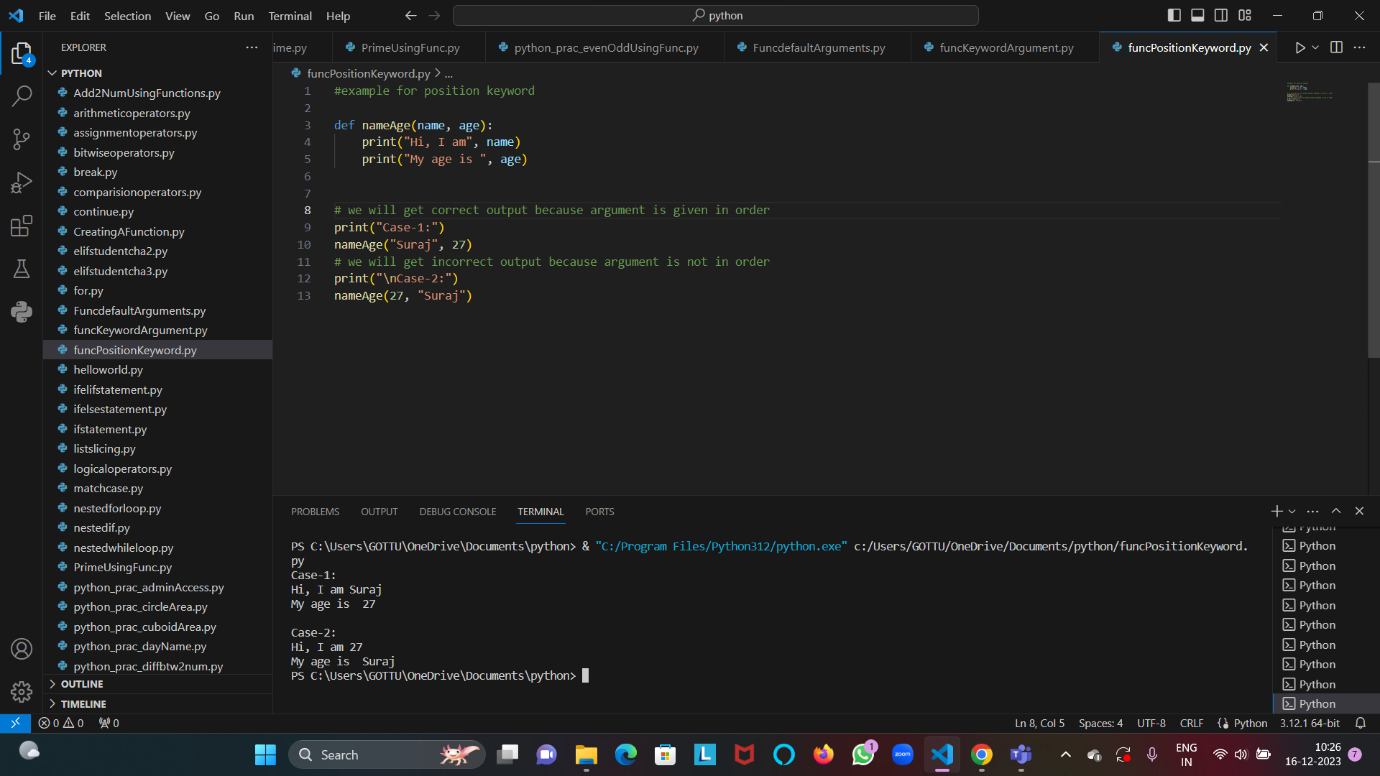 File Edit Selection View Go Run Terminal Help
python
EXPLORER
ime.py PrimeUsingFunc.py python_prac_evenOddUsingFunc.py FuncdefaultArguments.py funcKeywordArgument.py funcPositionKeyword.py
4
PYTHON
Add2NumUsingFunctions.py
arithmeticoperators.py
assignmentoperators.py
bitwiseoperators.py
break.py
comparisionoperators.py
continue.py
CreatingAFunction.py
elifstudentcha2.py
elifstudentcha3.py
for.py
FuncdefaultArguments.py
funcKeywordArgument.py
funcPositionKeyword.py
helloworld.py
ifelifstatement.py
ifelsestatement.py
ifstatement.py
listslicing.py
logicaloperators.py
matchcase.py
nestedforloop.py
nestedif.py
nestedwhileloop.py
PrimeUsingFunc.py
python_prac_adminAccess.py
python_prac_circleArea.py
python_prac_cuboidArea.py
python_prac_dayName.py
python_prac_diffbtw2num.py
OUTLINE
TIMELINE
funcPositionKeyword.py > ...
1 #example for position keyword
2
3 def nameAge(name, age):
4 print("Hi, I am", name)
5 print("My age is ", age)
6
7
8 # we will get correct output because argument is given in order
9 print("Case-1:")
10 nameAge("Suraj", 27)
11 # we will get incorrect output because argument is not in order
12 print("\nCase-2:")
13 nameAge(27, "Suraj")
PROBLEMS OUTPUT DEBUG CONSOLE TERMINAL PORTS
PS C:\Users\GOTTU\OneDrive\Documents\python> & "C:/Program Files/Python312/python.exe" c:/Users/GOTTU/OneDrive/Documents/python/funcPositionKeyword.
py
Case-1:
Hi, I am Suraj
My age is  27
Case-2:
Hi, I am 27
My age is  Suraj
PS C:\Users\GOTTU\OneDrive\Documents\python>
Python
Python
Python
Python
Python
Python
Python
Python
Python
Python
0 0 0 Ln 8, Col 5 Spaces: 4 UTF-8 CRLF Python 3.12.1 64-bit
Search
L
1
zoom
ENG
IN
10:26
16-12-2023
7